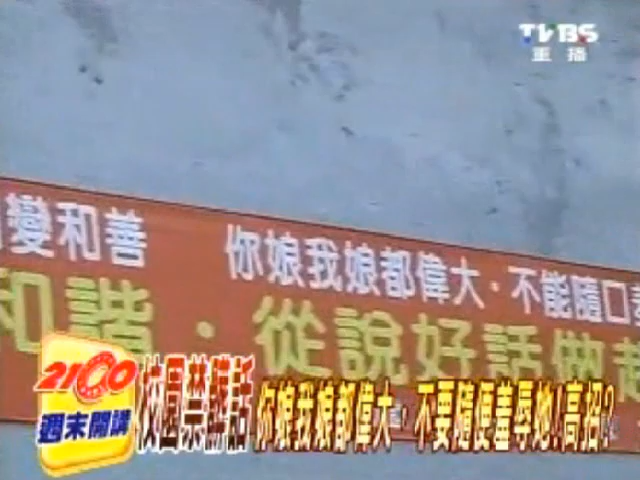 TVBS
重播
變和善 你娘我娘都偉大·不能隨口
和諧·從說好話做起
2100
週末開講
校園禁髒話 你娘我娘都偉大·不要隨便羞辱她!高招?